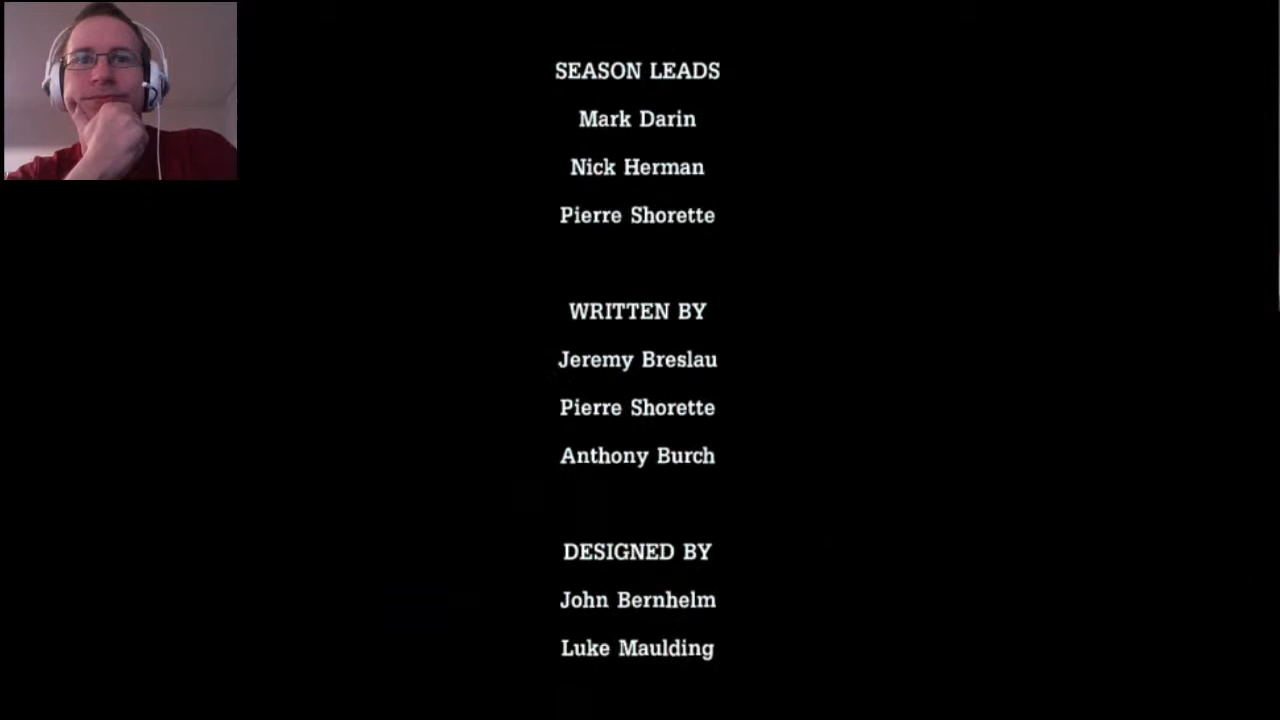 SEASON LEADS
Mark Darin
Nick Herman
Pierre Shorette
WRITTEN BY
Jeremy Breslau
Pierre Shorette
Anthony Burch
DESIGNED BY
John Bernhelm
Luke Maulding